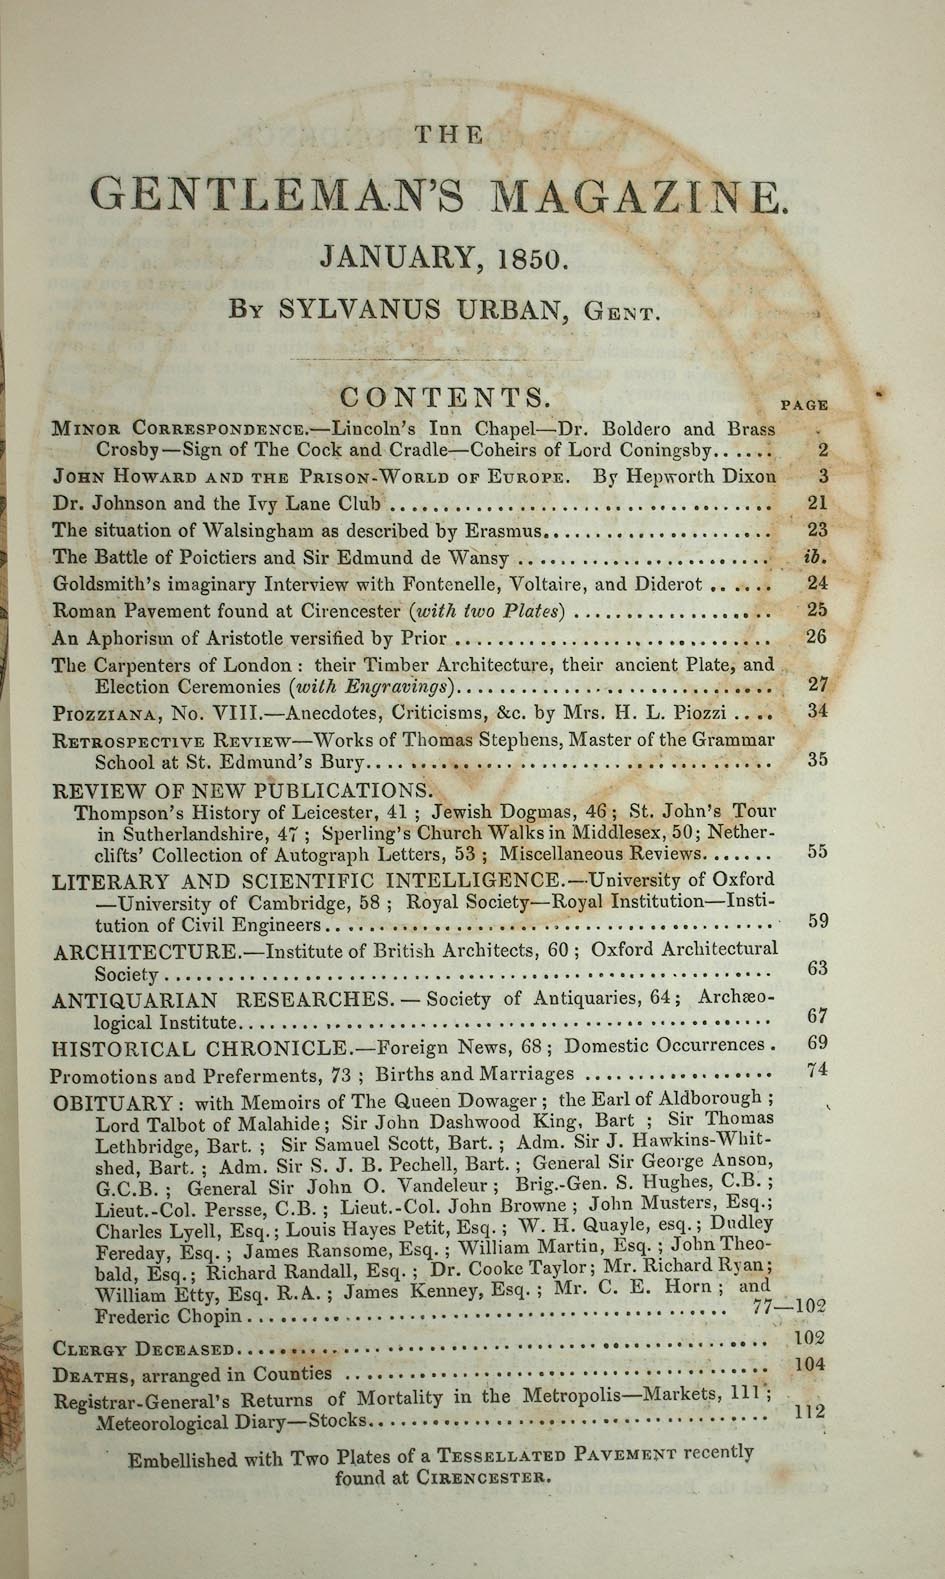 THE
GENTLEMAN'S MAGAZINE.
JANUARY, 1850.
By SYLVANUS URBAN, Gent.
CONTENTS.
PAGE
Minor Correspondence.—Lincoln's Inn Chapel—Dr. Boldero and Brass
Crosby—Sign of The Cock and Cradle—Coheirs of Lord Coningsby...... 2
John Howard and the Prison-World of Europe. By Hepworth Dixon 3
Dr. Johnson and the Ivy Lane Club .................................... 21
The situation of Walsingham as described by Erasmus...................... 23
The Battle of Poictiers and Sir Edmund de Wansy ........................ ib.
Goldsmith's imaginary Interview with Fontenelle, Voltaire, and Diderot ...... 24
Roman Pavement found at Cirencester (with two Plates) ................... 25
An Aphorism of Aristotle versified by Prior .............................. 26
The Carpenters of London : their Timber Architecture, their ancient Plate, and
Election Ceremonies (with Engravings).............................. 27
Piozziana, No. VIII.—Anecdotes, Criticisms, &c. by Mrs. H. L. Piozzi .... 34
Retrospective Review—Works of Thomas Stephens, Master of the Grammar
School at St. Edmund's Bury....................................... 35
REVIEW OF NEW PUBLICATIONS.
Thompson's History of Leicester, 41 ; Jewish Dogmas, 46 ; St. John's Tour
in Sutherlandshire, 47 ; Sperling's Church Walks in Middlesex, 50; Nether-
clifts' Collection of Autograph Letters, 53 ; Miscellaneous Reviews....... 55
LITERARY AND SCIENTIFIC INTELLIGENCE.—University of Oxford
—University of Cambridge, 58 ; Royal Society—Royal Institution—Insti-
tution of Civil Engineers........................................... 59
ARCHITECTURE.—Institute of British Architects, 60 ; Oxford Architectural
Society.......................................................... 63
ANTIQUARIAN RESEARCHES.—Society of Antiquaries, 64; Archæo-
logical Institute................................................... 67
HISTORICAL CHRONICLE.—Foreign News, 68; Domestic Occurrences. 69
Promotions and Preferments, 73 ; Births and Marriages .................. 74
OBITUARY : with Memoirs of The Queen Dowager ; the Earl of Aldborough ;
Lord Talbot of Malahide; Sir John Dashwood King, Bart ; Sir Thomas
Lethbridge, Bart. ; Sir Samuel Scott, Bart. ; Adm. Sir J. Hawkins-Whit-
shed, Bart. ; Adm. Sir S. J. B. Pechell, Bart. ; General Sir George Anson,
G.C.B. ; General Sir John O. Vandeleur ; Brig.-Gen. S. Hughes, C.B. ;
Lieut.-Col. Persse, C.B. ; Lieut.-Col. John Browne ; John Musters, Esq.;
Charles Lyell, Esq.; Louis Hayes Petit, Esq. ; W. H. Quayle, esq. ; Dudley
Fereday, Esq. ; James Ransome, Esq. ; William Martin, Esq. ; John Theo-
bald, Esq.; Richard Randall, Esq. ; Dr. Cooke Taylor; Mr. Richard Ryan;
William Etty, Esq. R.A. ; James Kenney, Esq. ; Mr. C. E. Horn ; and
Frederic Chopin.............................................. 77—102
Clergy Deceased................................................... 102
Deaths, arranged in Counties ........................................ 104
Registrar-General's Returns of Mortality in the Metropolis—Markets, 111 ;
Meteorological Diary—Stocks...................................... 112
Embellished with Two Plates of a Tessellated Pavement recently
found at Cirencester.